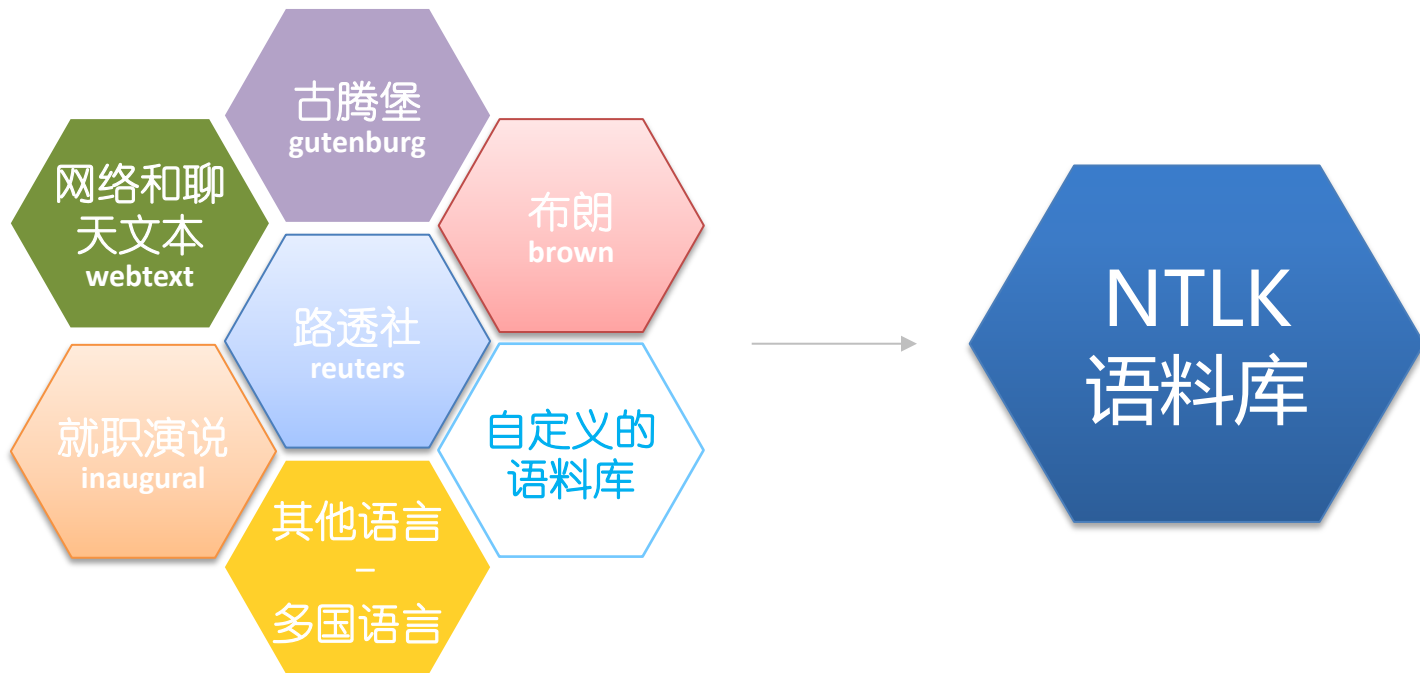 古腾堡
gutenburg
网络和聊
天文本
webtext
布朗
brown
路透社
reuters
就职演说
inaugural
自定义的
语料库
其他语言
–
多国语言
NTLK
语料库